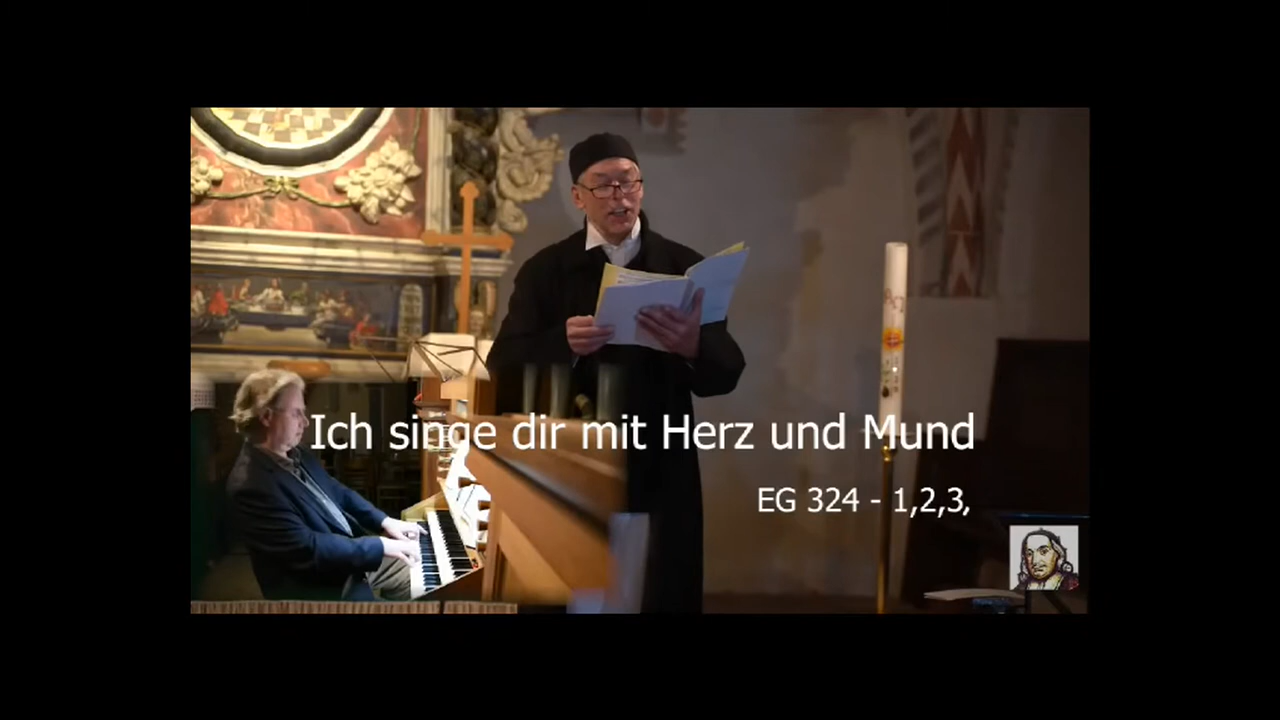 Ich singe dir mit Herz und Mund
EG 324 - 1,2,3,